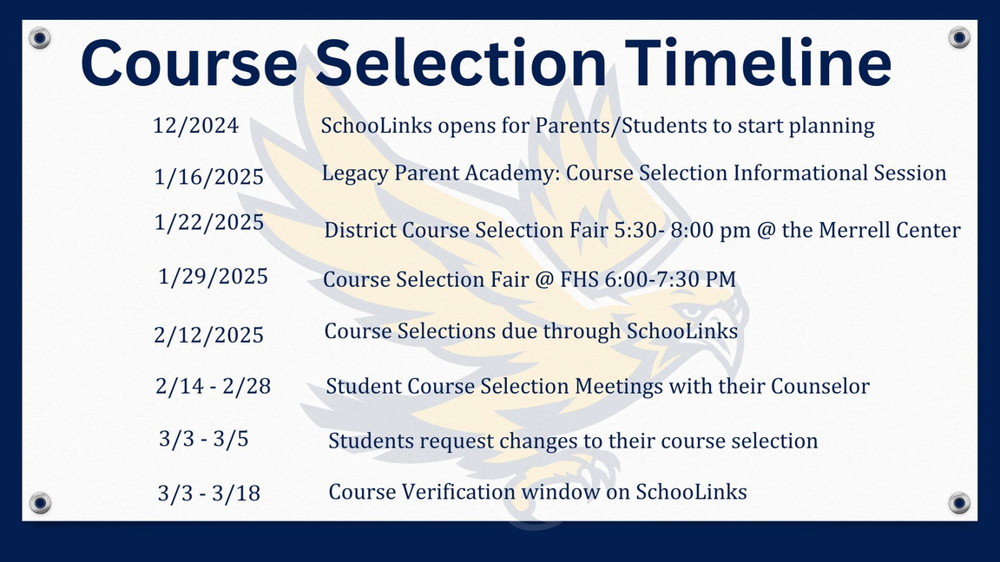 Course Selection Timeline
12/2024 SchooLinks opens for Parents/Students to start planning
1/16/2025 Legacy Parent Academy: Course Selection Informational Session
1/22/2025 District Course Selection Fair 5:30- 8:00 pm @ the Merrell Center
1/29/2025 Course Selection Fair @ FHS 6:00-7:30 PM
2/12/2025 Course Selections due through SchooLinks
2/14 - 2/28 Student Course Selection Meetings with their Counselor
3/3 - 3/5 Students request changes to their course selection
3/3 - 3/18 Course Verification window on SchooLinks